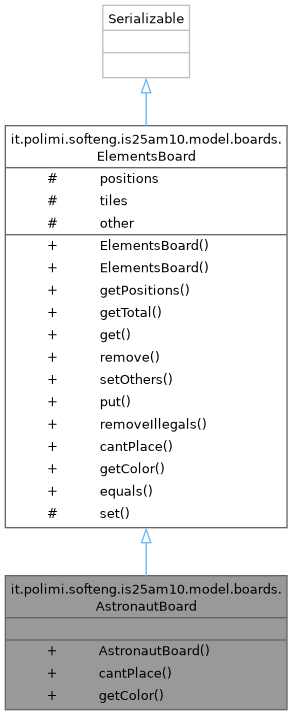 Serializable
it.polimi.softeng.is25am10.model.boards.
ElementsBoard
# positions
# tiles
# other
+ ElementsBoard()
+ ElementsBoard()
+ getPositions()
+ getTotal()
+ get()
+ remove()
+ setOthers()
+ put()
+ removeIllegals()
+ cantPlace()
+ getColor()
+ equals()
# set()
it.polimi.softeng.is25am10.model.boards.
AstronautBoard
+ AstronautBoard()
+ cantPlace()
+ getColor()